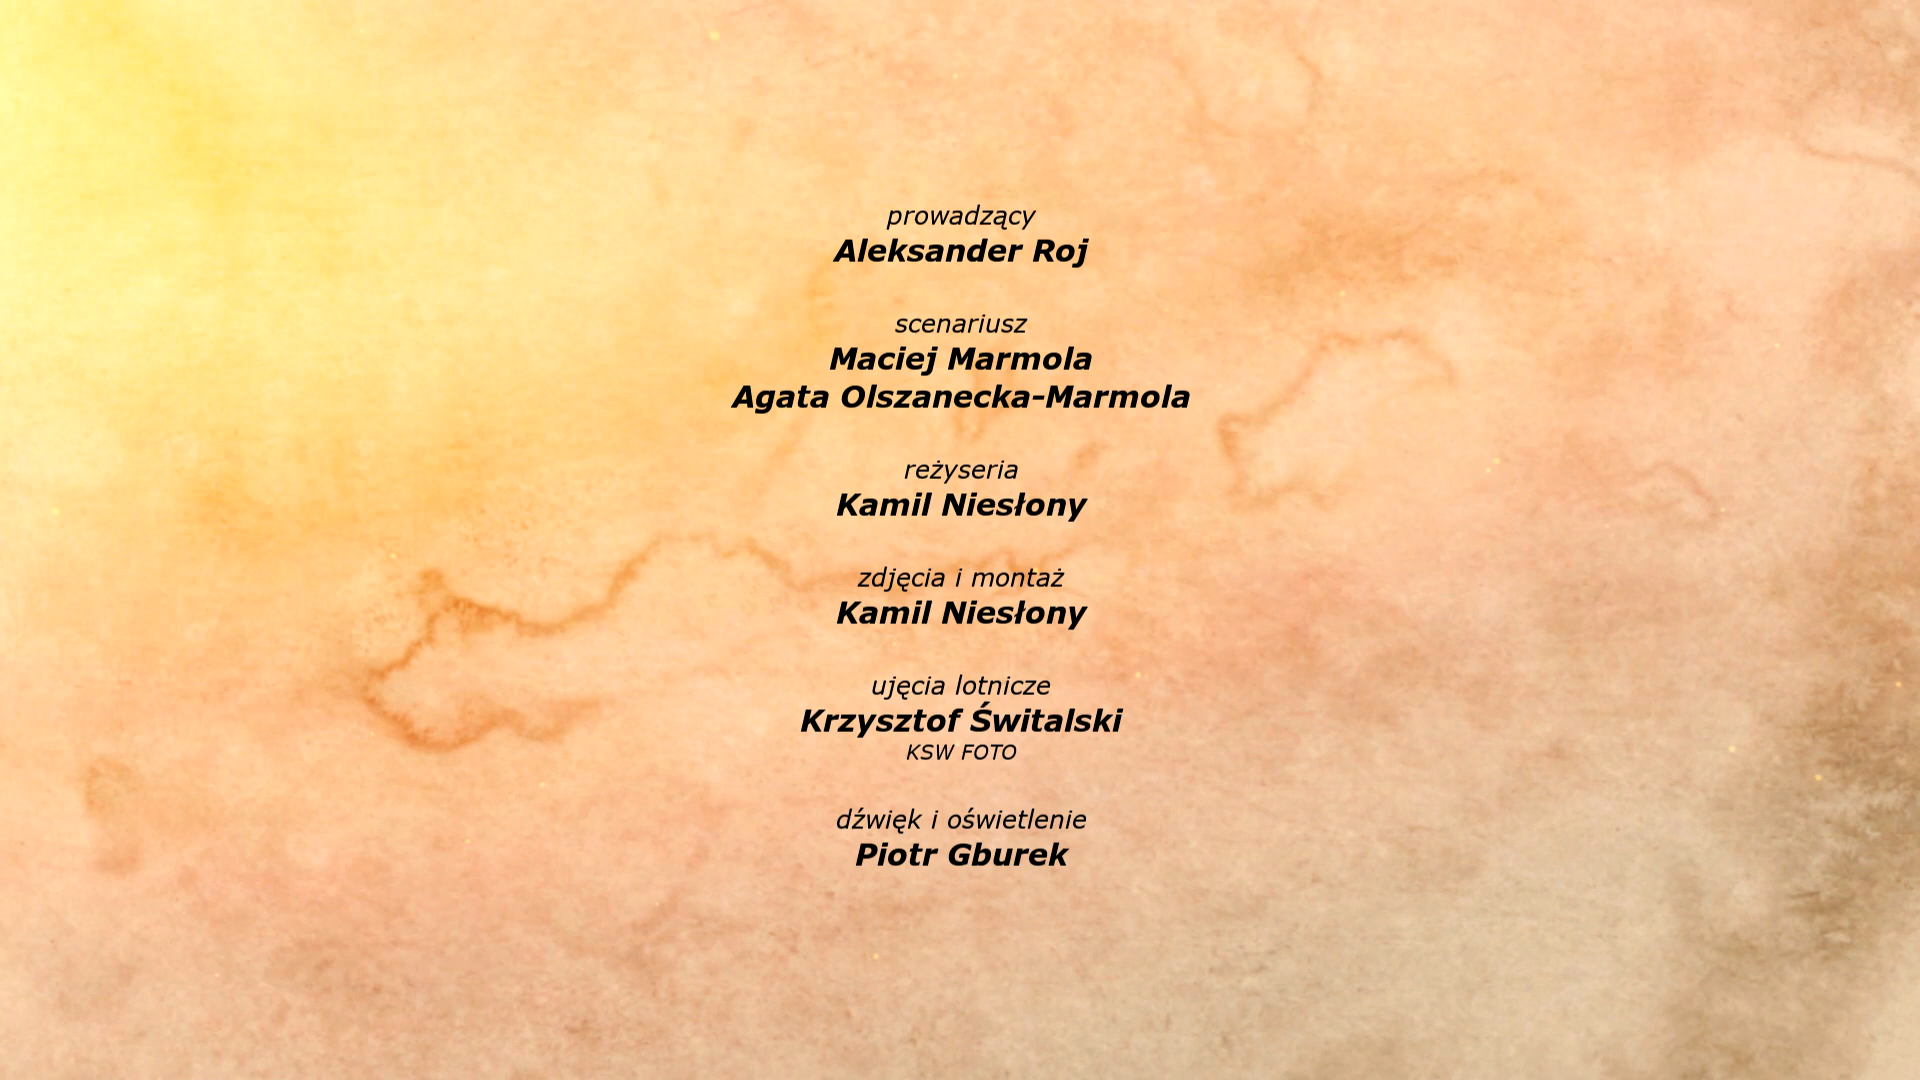 prowadzący
Aleksander Roj
scenariusz
Maciej Marmola
Agata Olszanecka-Marmola
reżyseria
Kamil Niesłony
zdjęcia i montaż
Kamil Niesłony
ujęcia lotnicze
Krzysztof Świtalski
KSW FOTO
dźwięk i oświetlenie
Piotr Gburek